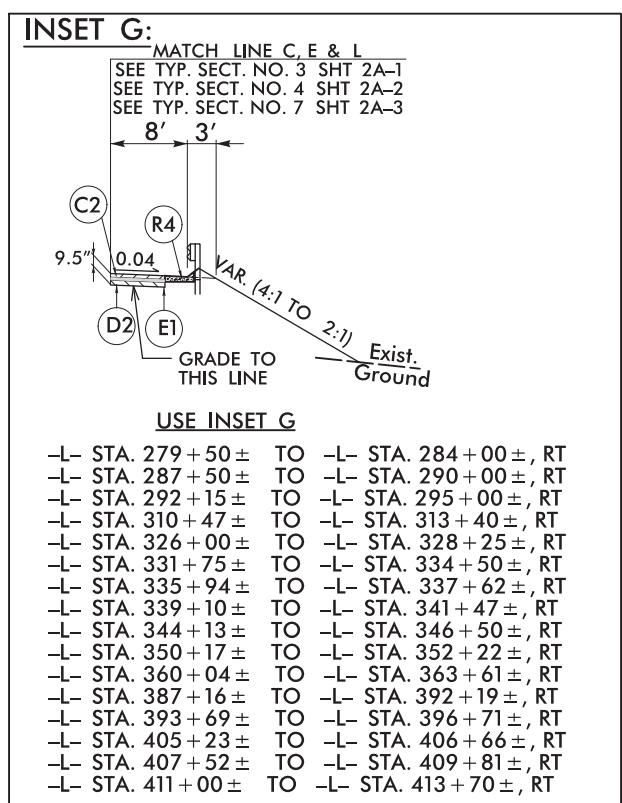 INSET G:
MATCH LINE C, E & L
SEE TYP. SECT. NO. 3 SHT 2A–1
SEE TYP. SECT. NO. 4 SHT 2A–2
SEE TYP. SECT. NO. 7 SHT 2A–3
8' 3'
C2
R4
9.5" 0.04
VAR. (4:1 TO 2:1)
D2 E1
GRADE TO
THIS LINE
Exist.
Ground
USE INSET G
–L– STA. 279+50± TO –L– STA. 284+00±, RT
–L– STA. 287+50± TO –L– STA. 290+00±, RT
–L– STA. 292+15± TO –L– STA. 295+00±, RT
–L– STA. 310+47± TO –L– STA. 313+40±, RT
–L– STA. 326+00± TO –L– STA. 328+25±, RT
–L– STA. 331+75± TO –L– STA. 334+50±, RT
–L– STA. 335+94± TO –L– STA. 337+62±, RT
–L– STA. 339+10± TO –L– STA. 341+47±, RT
–L– STA. 344+13± TO –L– STA. 346+50±, RT
–L– STA. 350+17± TO –L– STA. 352+22±, RT
–L– STA. 360+04± TO –L– STA. 363+61±, RT
–L– STA. 387+16± TO –L– STA. 392+19±, RT
–L– STA. 393+69± TO –L– STA. 396+71±, RT
–L– STA. 405+23± TO –L– STA. 406+66±, RT
–L– STA. 407+52± TO –L– STA. 409+81±, RT
–L– STA. 411+00± TO –L– STA. 413+70±, RT